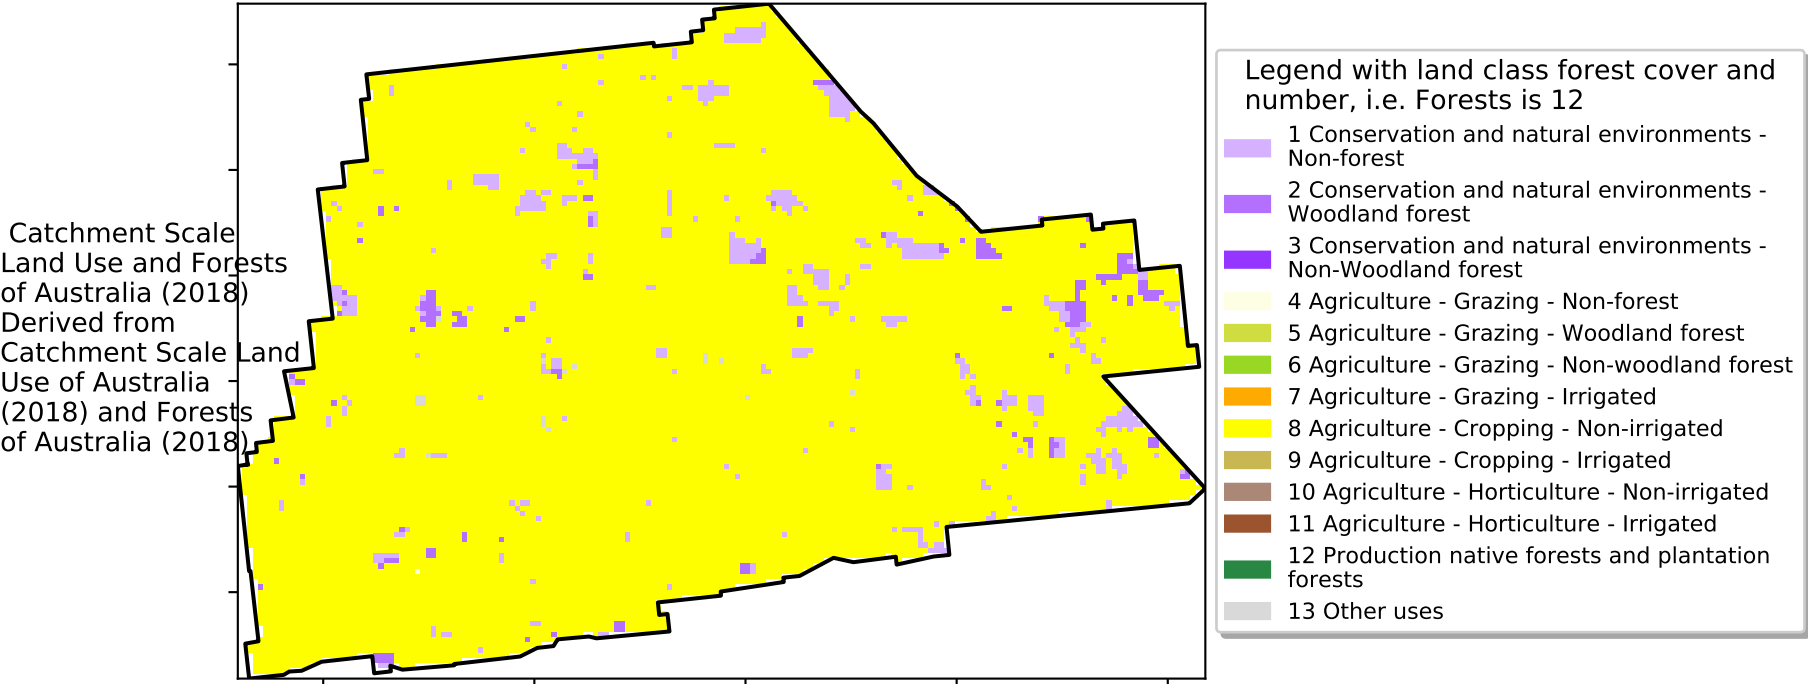 Catchment Scale
Land Use and Forests
of Australia (2018)
Derived from
Catchment Scale Land
Use of Australia
(2018) and Forests
of Australia (2018)
Legend with land class forest cover and
number, i.e. Forests is 12
1 Conservation and natural environments -
Non-forest
2 Conservation and natural environments -
Woodland forest
3 Conservation and natural environments -
Non-Woodland forest
4 Agriculture - Grazing - Non-forest
5 Agriculture - Grazing - Woodland forest
6 Agriculture - Grazing - Non-woodland forest
7 Agriculture - Grazing - Irrigated
8 Agriculture - Cropping - Non-irrigated
9 Agriculture - Cropping - Irrigated
10 Agriculture - Horticulture - Non-irrigated
11 Agriculture - Horticulture - Irrigated
12 Production native forests and plantation
forests
13 Other uses